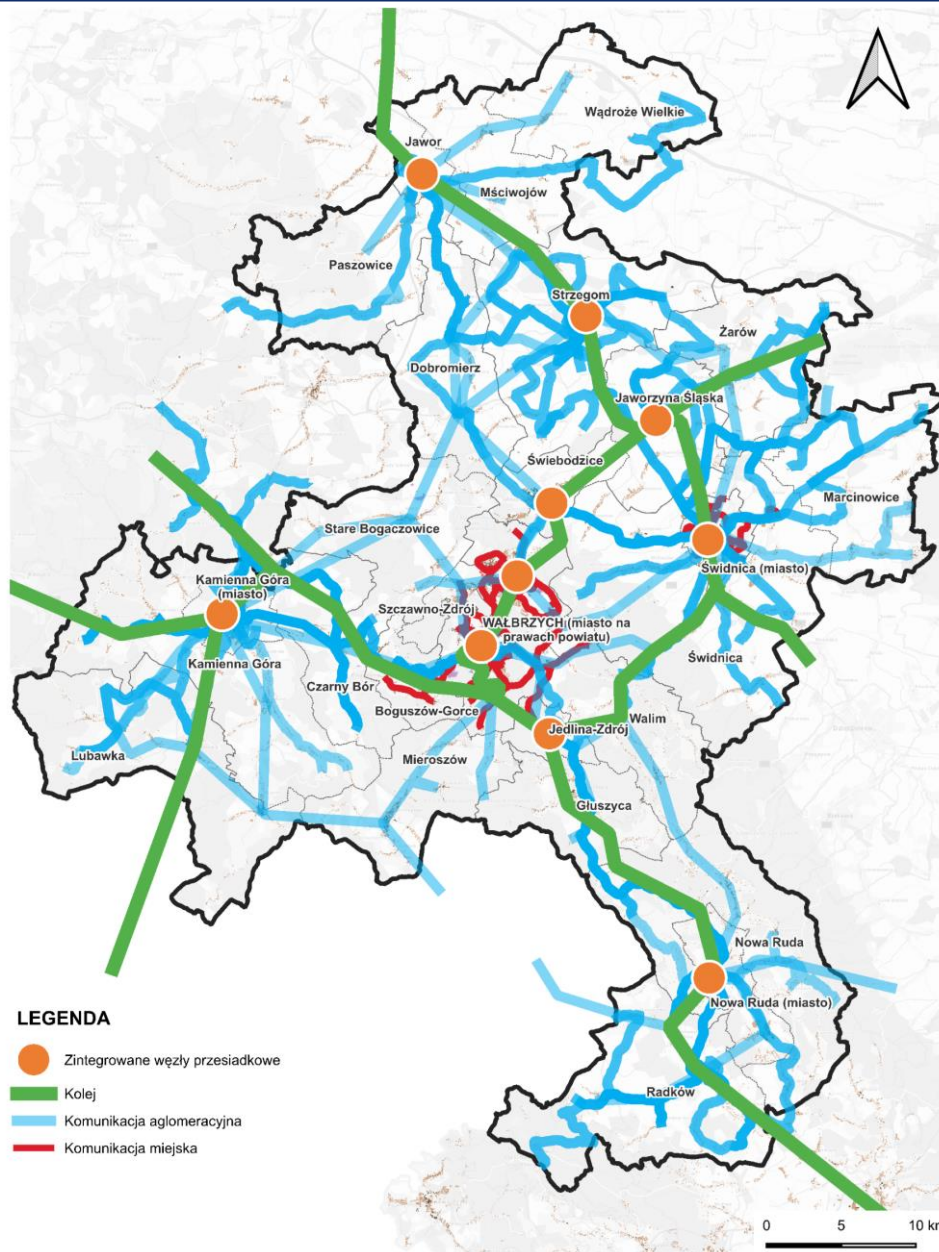 Wądroże Wielkie
Jawor
Mściwojów
Paszowice
Strzegom
Żarów
Dobromierz
Jaworzyna Śląska
Świebodzice
Marcinowice
Stare Bogaczowice
Świdnica (miasto)
Kamienna Góra
(miasto)
Szczawno-Zdrój
WAŁBRZYCH (miasto na
prawach powiatu)
Kamienna Góra
Świdnica
Czarny Bór
Boguszów-Gorce
Walim
Jedlina-Zdrój
Lubawka
Mieroszów
Głuszyca
Nowa Ruda
Nowa Ruda (miasto)
Radków
LEGENDA
Zintegrowane węzły przesiadkowe
Kolej
Komunikacja aglomeracyjna
Komunikacja miejska
0 5 10 km